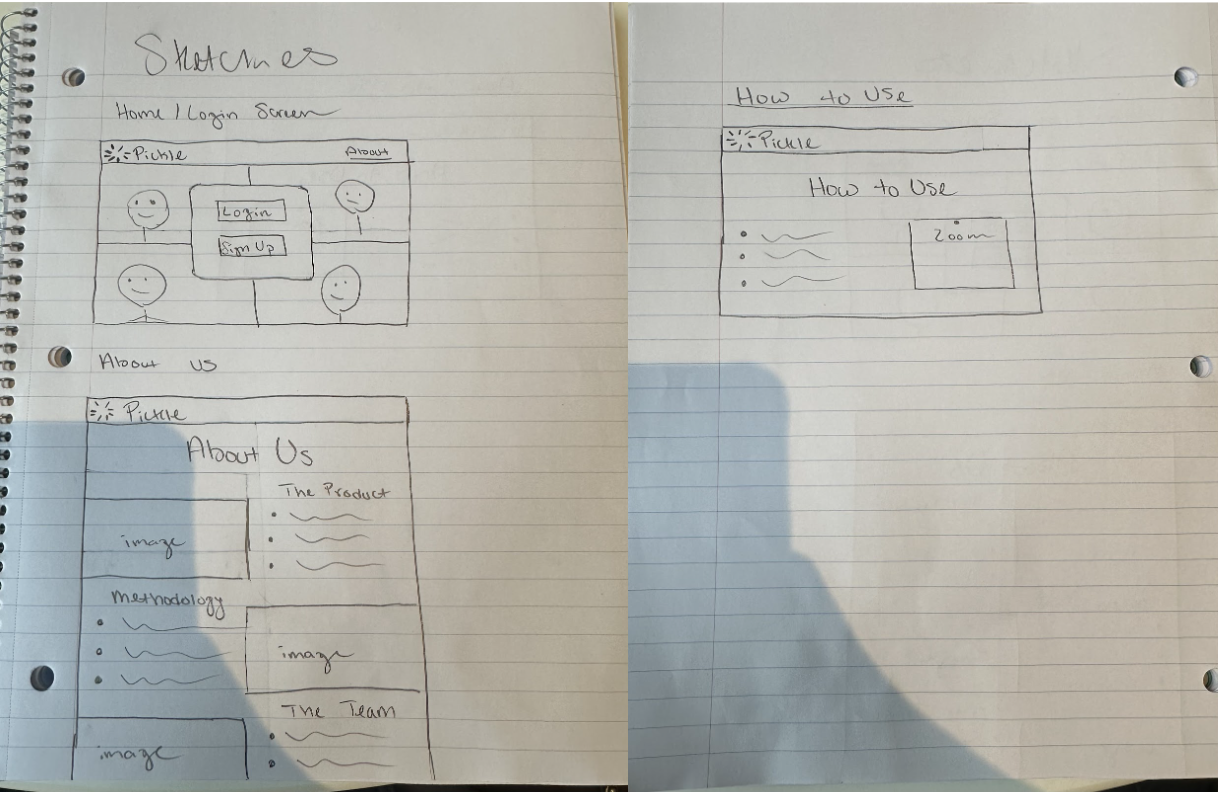 Sketches
Home / Login Screen
Pickle About
Login
Sign Up
About us
Pickle
About Us
The Product
image
Methodology
image
The Team
image
How to Use
Pickle
How to Use
Zoom